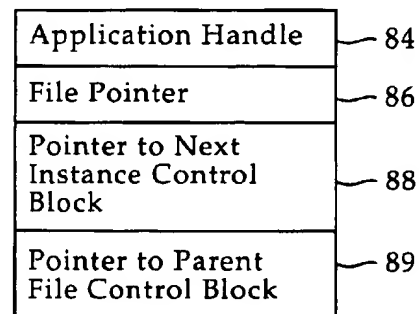 Application Handle 84
File Pointer 86
Pointer to Next
Instance Control 88
Block
Pointer to Parent 89
File Control Block